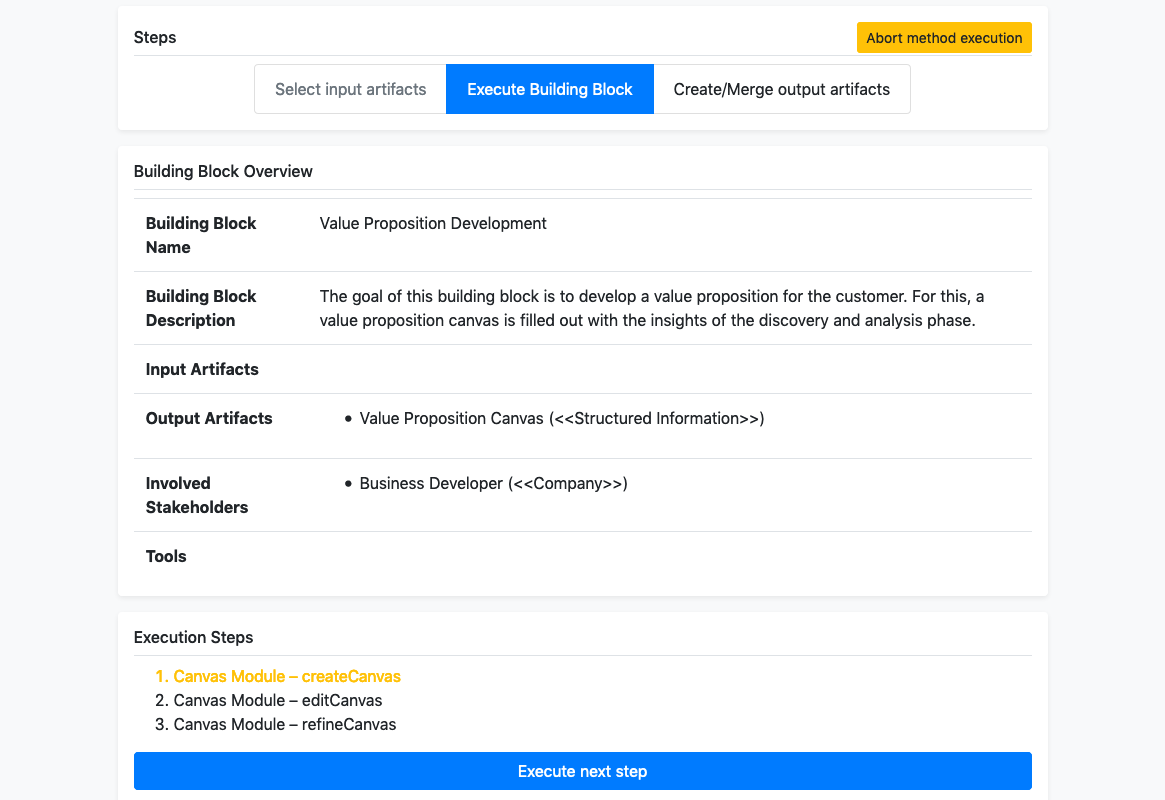 Steps
Abort method execution
Select input artifacts
Execute Building Block
Create/Merge output artifacts
Building Block Overview
Building Block
Name
Value Proposition Development
Building Block
Description
The goal of this building block is to develop a value proposition for the customer. For this, a
value proposition canvas is filled out with the insights of the discovery and analysis phase.
Input Artifacts
Output Artifacts
• Value Proposition Canvas (<<Structured Information>>)
Involved
Stakeholders
• Business Developer (<<Company>>)
Tools
Execution Steps
1. Canvas Module – createCanvas
2. Canvas Module – editCanvas
3. Canvas Module – refineCanvas
Execute next step